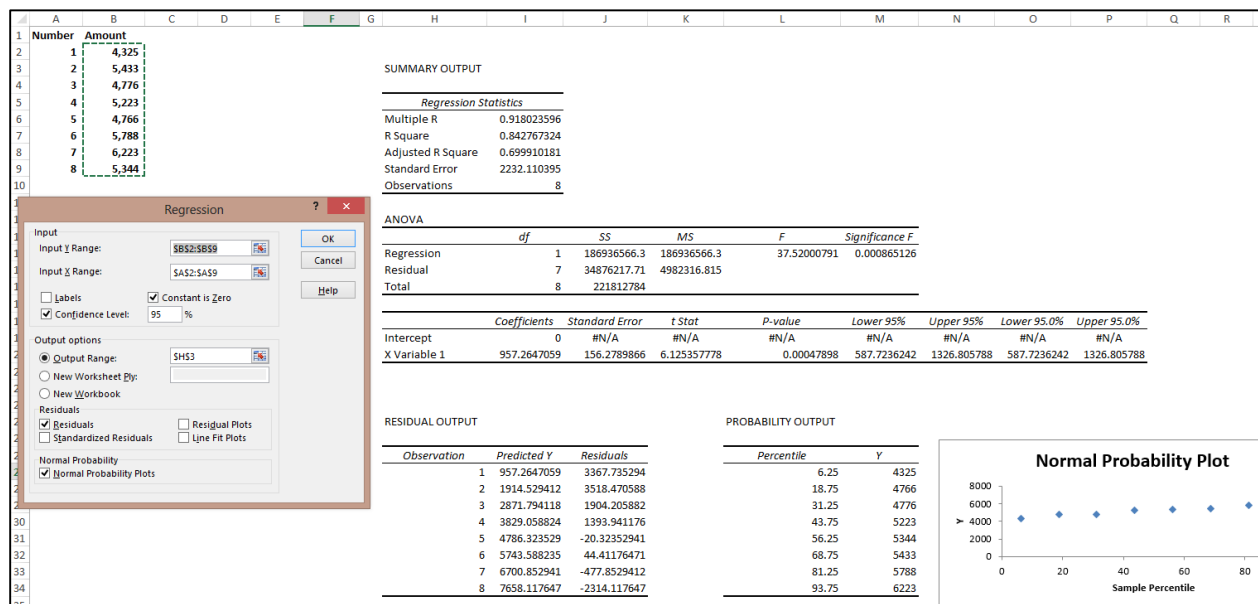 A B C D E F G H I J K L M N O P Q R
1 Number Amount
2 1 4,325
3 2 5,433 SUMMARY OUTPUT
4 3 4,776
5 4 5,223 Regression Statistics
6 5 4,766 Multiple R 0.918023596
7 6 5,788 R Square 0.842767324
8 7 6,223 Adjusted R Square 0.699910181
9 8 5,344 Standard Error 2232.110395
10 Observations 8
Regression ? ×
Input
Input Y Range: $B$2:$B$9 OK
Input X Range: $A$2:$A$9 Cancel
Help
Labels Constant is Zero
Confidence Level: 95 %
Output options
Output Range: $H$3
New Worksheet Ply:
New Workbook
Residuals
Residuals Residual Plots
Standardized Residuals Line Fit Plots
Normal Probability
Normal Probability Plots
ANOVA
df SS MS F Significance F
Regression 1 186936566.3 186936566.3 37.52000791 0.000865126
Residual 7 34876217.71 4982316.815
Total 8 221812784
Coefficients Standard Error t Stat P-value Lower 95% Upper 95% Lower 95.0% Upper 95.0%
Intercept 0 #N/A #N/A #N/A #N/A #N/A #N/A #N/A
X Variable 1 957.2647059 156.2789866 6.125357778 0.00047898 587.7236242 1326.805788 587.7236242 1326.805788
RESIDUAL OUTPUT PROBABILITY OUTPUT
Observation Predicted Y Residuals Percentile Y
1 957.2647059 3367.735294 6.25 4325
2 1914.529412 3518.470588 18.75 4766
3 2871.794118 1904.205882 31.25 4776
30 4 3829.058824 1393.941176 43.75 5223
31 5 4786.323529 -20.32352941 56.25 5344
32 6 5743.588235 44.41176471 68.75 5433
33 7 6700.852941 -477.8529412 81.25 5788
34 8 7658.117647 -2314.117647 93.75 6223
Normal Probability Plot
8000
6000
4000
2000
0
Y
0 20 40 60 80
Sample Percentile